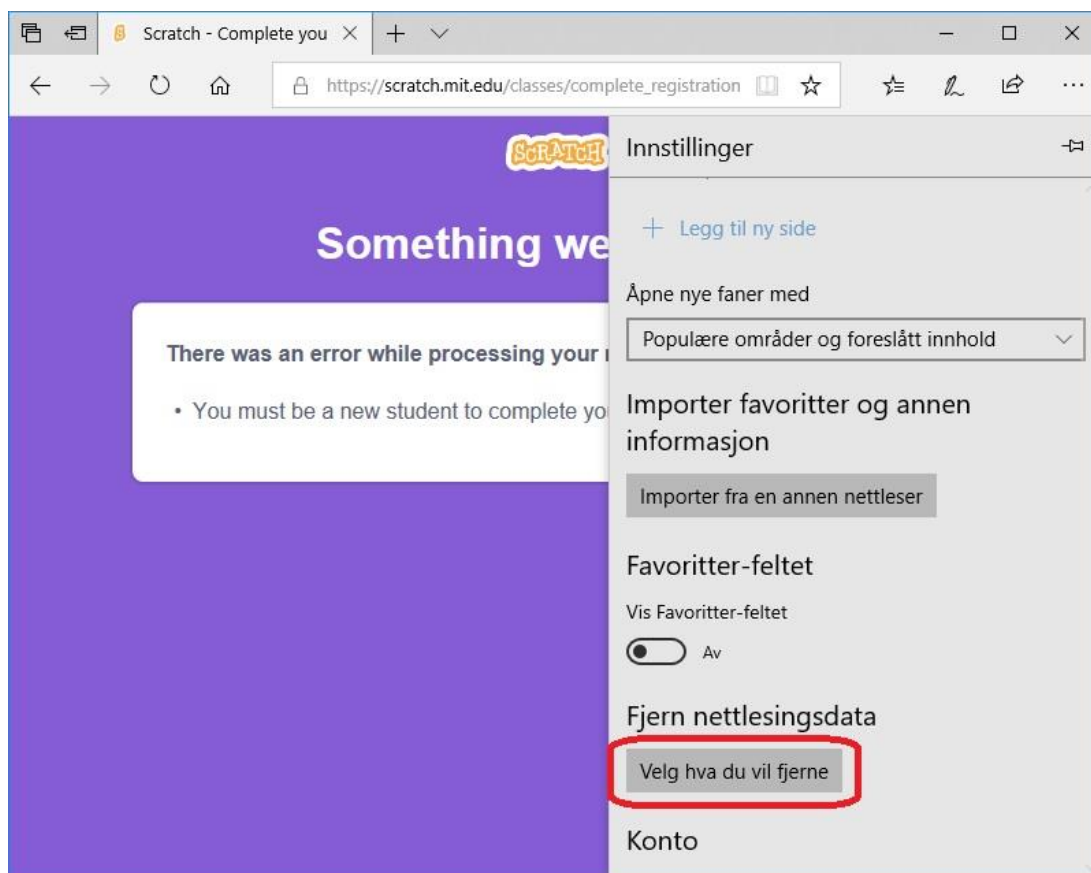 Scratch - Complete you
https://scratch.mit.edu/classes/complete_registration
SCRATCH
Innstillinger
Legg til ny side
Something we
Åpne nye faner med
Populære områder og foreslått innhold
There was an error while processing your
• You must be a new student to complete yo
Importer favoritter og annen
informasjon
Importer fra en annen nettleser
Favoritter-feltet
Vis Favoritter-feltet
Av
Fjern nettlesingsdata
Velg hva du vil fjerne
Konto